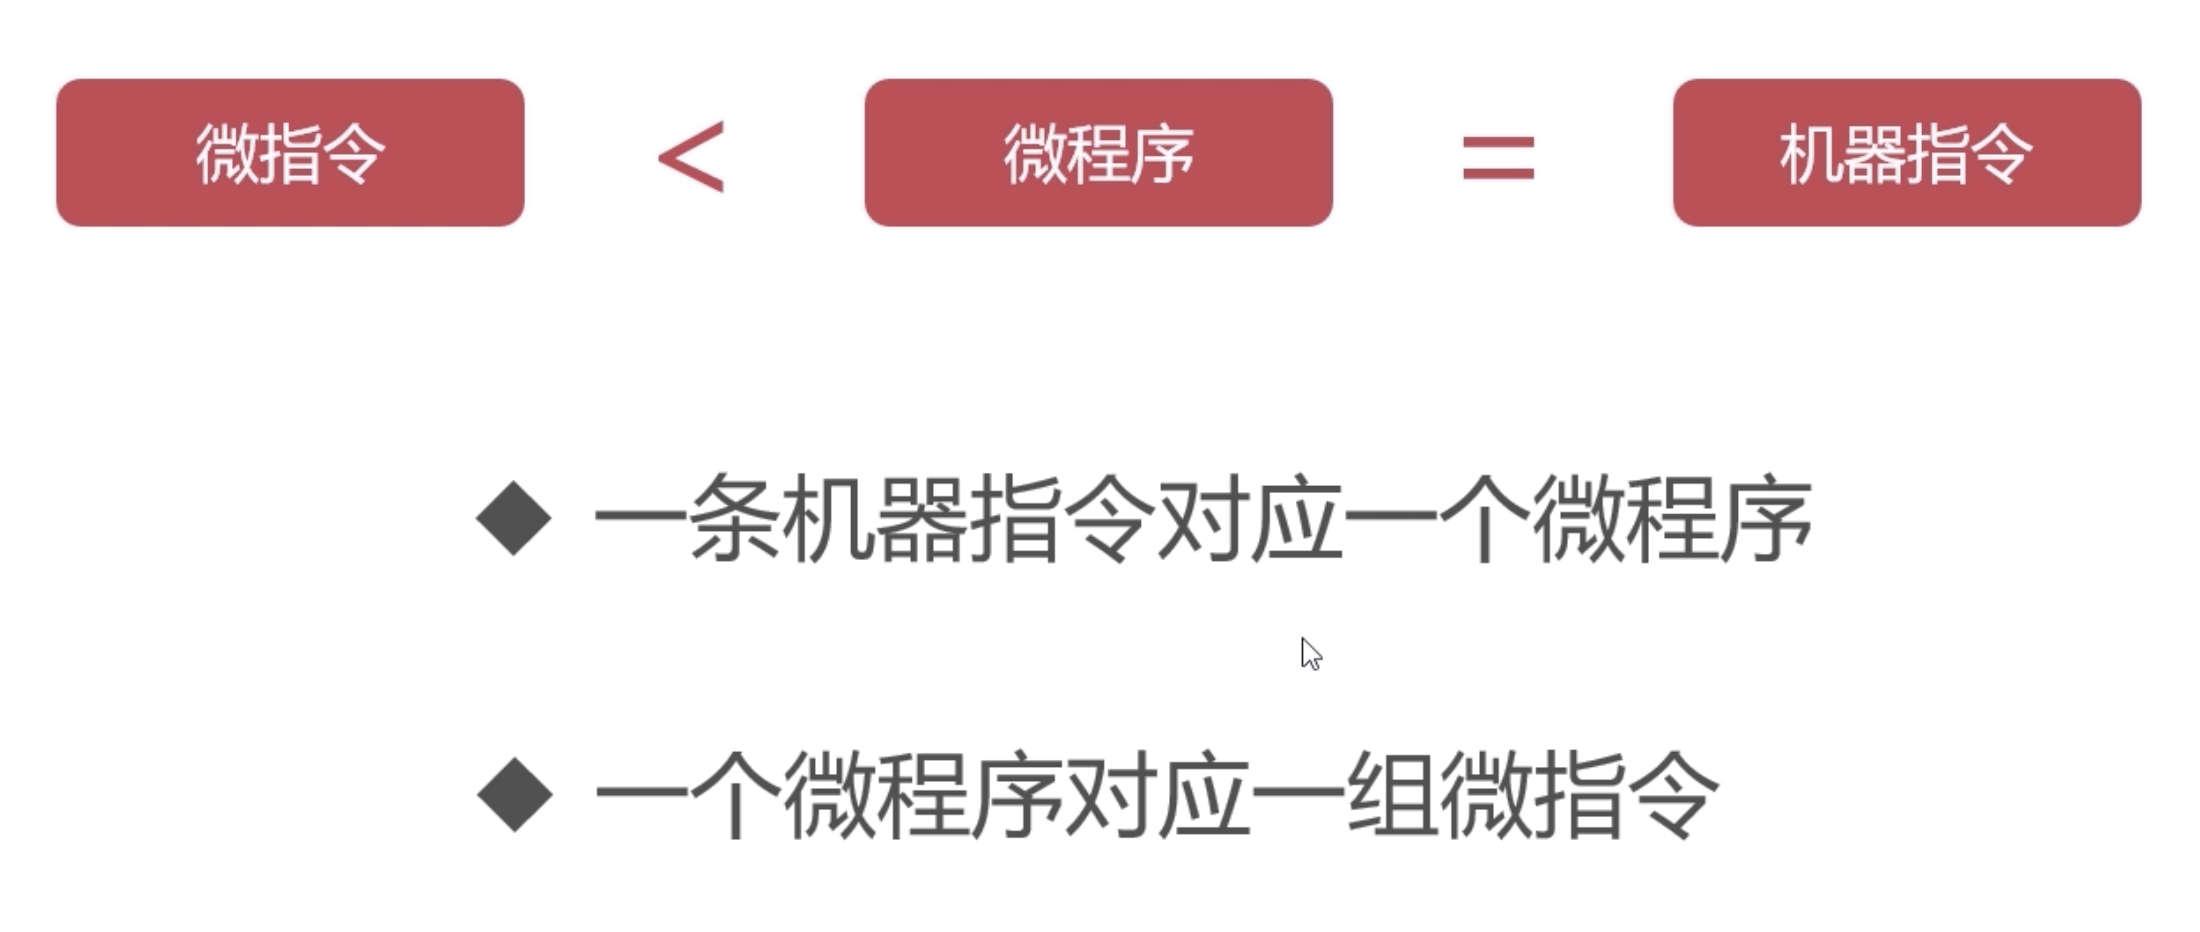 微指令 < 微程序 = 机器指令
◆ 一条机器指令对应一个微程序
◆ 一个微程序对应一组微指令